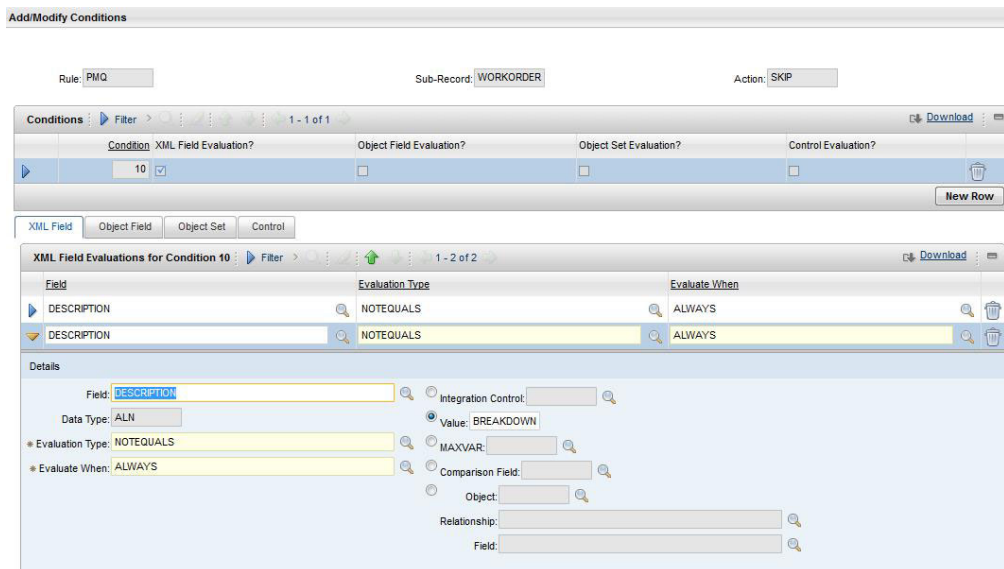 Add/Modify Conditions
Rule: PMQ Sub-Record: WORKORDER Action: SKIP
Conditions Filter 1 - 1 of 1 Download
Condition XML Field Evaluation? Object Field Evaluation? Object Set Evaluation? Control Evaluation?
10
New Row
XML Field Object Field Object Set Control
XML Field Evaluations for Condition 10 Filter 1 - 2 of 2 Download
Field Evaluation Type Evaluate When
DESCRIPTION NOTEQUALS ALWAYS
DESCRIPTION NOTEQUALS ALWAYS
Details
Field: DESCRIPTION Integration Control:
Data Type: ALN Value: BREAKDOWN
* Evaluation Type: NOTEQUALS MAXVAR:
* Evaluate When: ALWAYS Comparison Field:
Object:
Relationship:
Field: